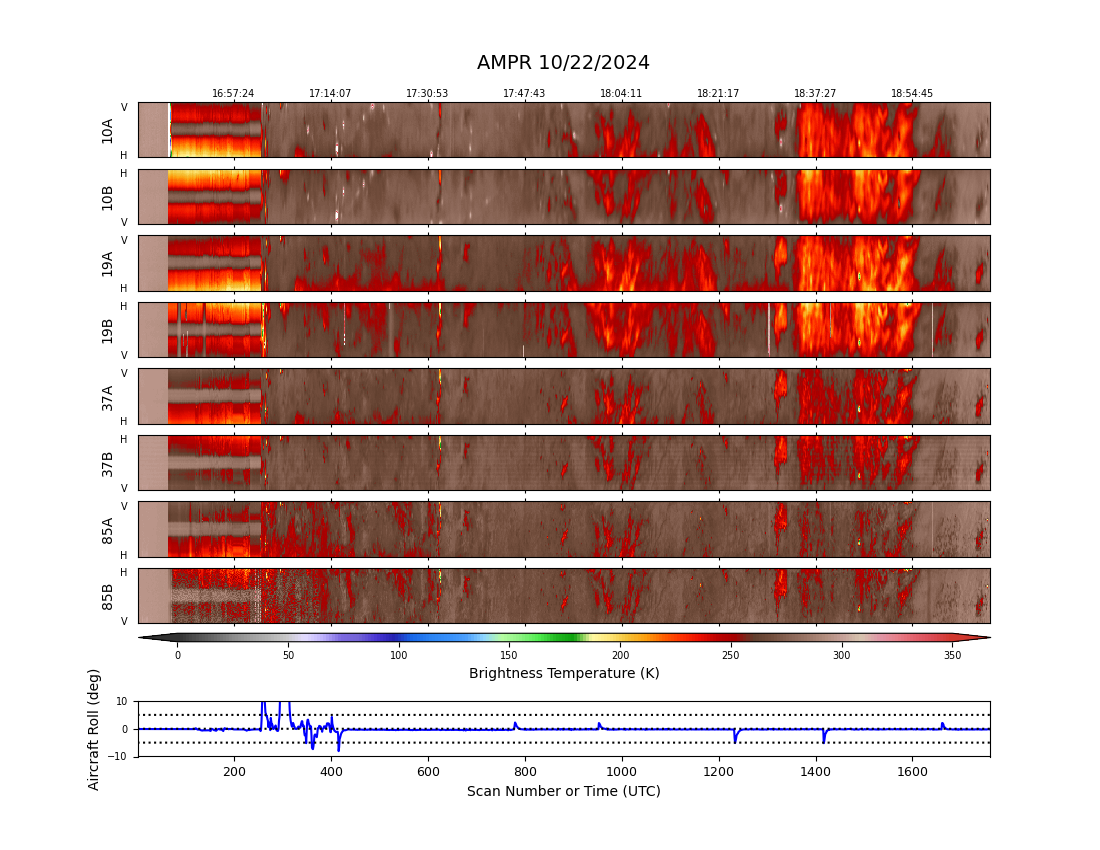 AMPR 10/22/2024
16:57:24 17:14:07 17:30:53 17:47:43 18:04:11 18:21:17 18:37:27 18:54:45
V
10A
H
H
10B
V
V
19A
H
H
19B
V
V
37A
H
H
37B
V
V
85A
H
H
85B
V
0 50 100 150 200 250 300 350
Brightness Temperature (K)
Aircraft Roll (deg)
10
0
−10
200 400 600 800 1000 1200 1400 1600
Scan Number or Time (UTC)